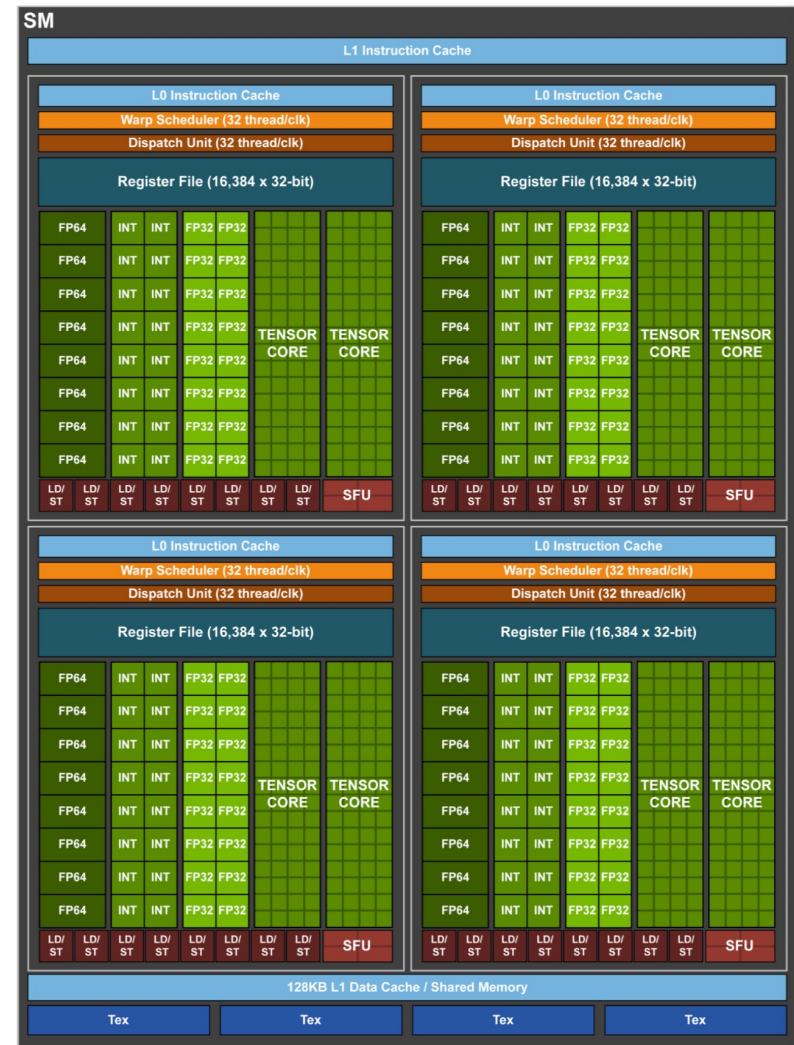 SM
L1 Instruction Cache
L0 Instruction Cache
Warp Scheduler (32 thread/clk)
Dispatch Unit (32 thread/clk)
Register File (16,384 x 32-bit)
FP64 INT INT FP32 FP32
FP64 INT INT FP32 FP32
FP64 INT INT FP32 FP32
FP64 INT INT FP32 FP32
TENSOR CORE TENSOR CORE
FP64 INT INT FP32 FP32
FP64 INT INT FP32 FP32
FP64 INT INT FP32 FP32
FP64 INT INT FP32 FP32
LD/ST LD/ST LD/ST LD/ST LD/ST LD/ST LD/ST LD/ST SFU
L0 Instruction Cache
Warp Scheduler (32 thread/clk)
Dispatch Unit (32 thread/clk)
Register File (16,384 x 32-bit)
FP64 INT INT FP32 FP32
FP64 INT INT FP32 FP32
FP64 INT INT FP32 FP32
FP64 INT INT FP32 FP32
TENSOR CORE TENSOR CORE
FP64 INT INT FP32 FP32
FP64 INT INT FP32 FP32
FP64 INT INT FP32 FP32
FP64 INT INT FP32 FP32
LD/ST LD/ST LD/ST LD/ST LD/ST LD/ST LD/ST LD/ST SFU
L0 Instruction Cache
Warp Scheduler (32 thread/clk)
Dispatch Unit (32 thread/clk)
Register File (16,384 x 32-bit)
FP64 INT INT FP32 FP32
FP64 INT INT FP32 FP32
FP64 INT INT FP32 FP32
FP64 INT INT FP32 FP32
TENSOR CORE TENSOR CORE
FP64 INT INT FP32 FP32
FP64 INT INT FP32 FP32
FP64 INT INT FP32 FP32
FP64 INT INT FP32 FP32
LD/ST LD/ST LD/ST LD/ST LD/ST LD/ST LD/ST LD/ST SFU
L0 Instruction Cache
Warp Scheduler (32 thread/clk)
Dispatch Unit (32 thread/clk)
Register File (16,384 x 32-bit)
FP64 INT INT FP32 FP32
FP64 INT INT FP32 FP32
FP64 INT INT FP32 FP32
FP64 INT INT FP32 FP32
TENSOR CORE TENSOR CORE
FP64 INT INT FP32 FP32
FP64 INT INT FP32 FP32
FP64 INT INT FP32 FP32
FP64 INT INT FP32 FP32
LD/ST LD/ST LD/ST LD/ST LD/ST LD/ST LD/ST LD/ST SFU
128KB L1 Data Cache / Shared Memory
Tex Tex Tex Tex